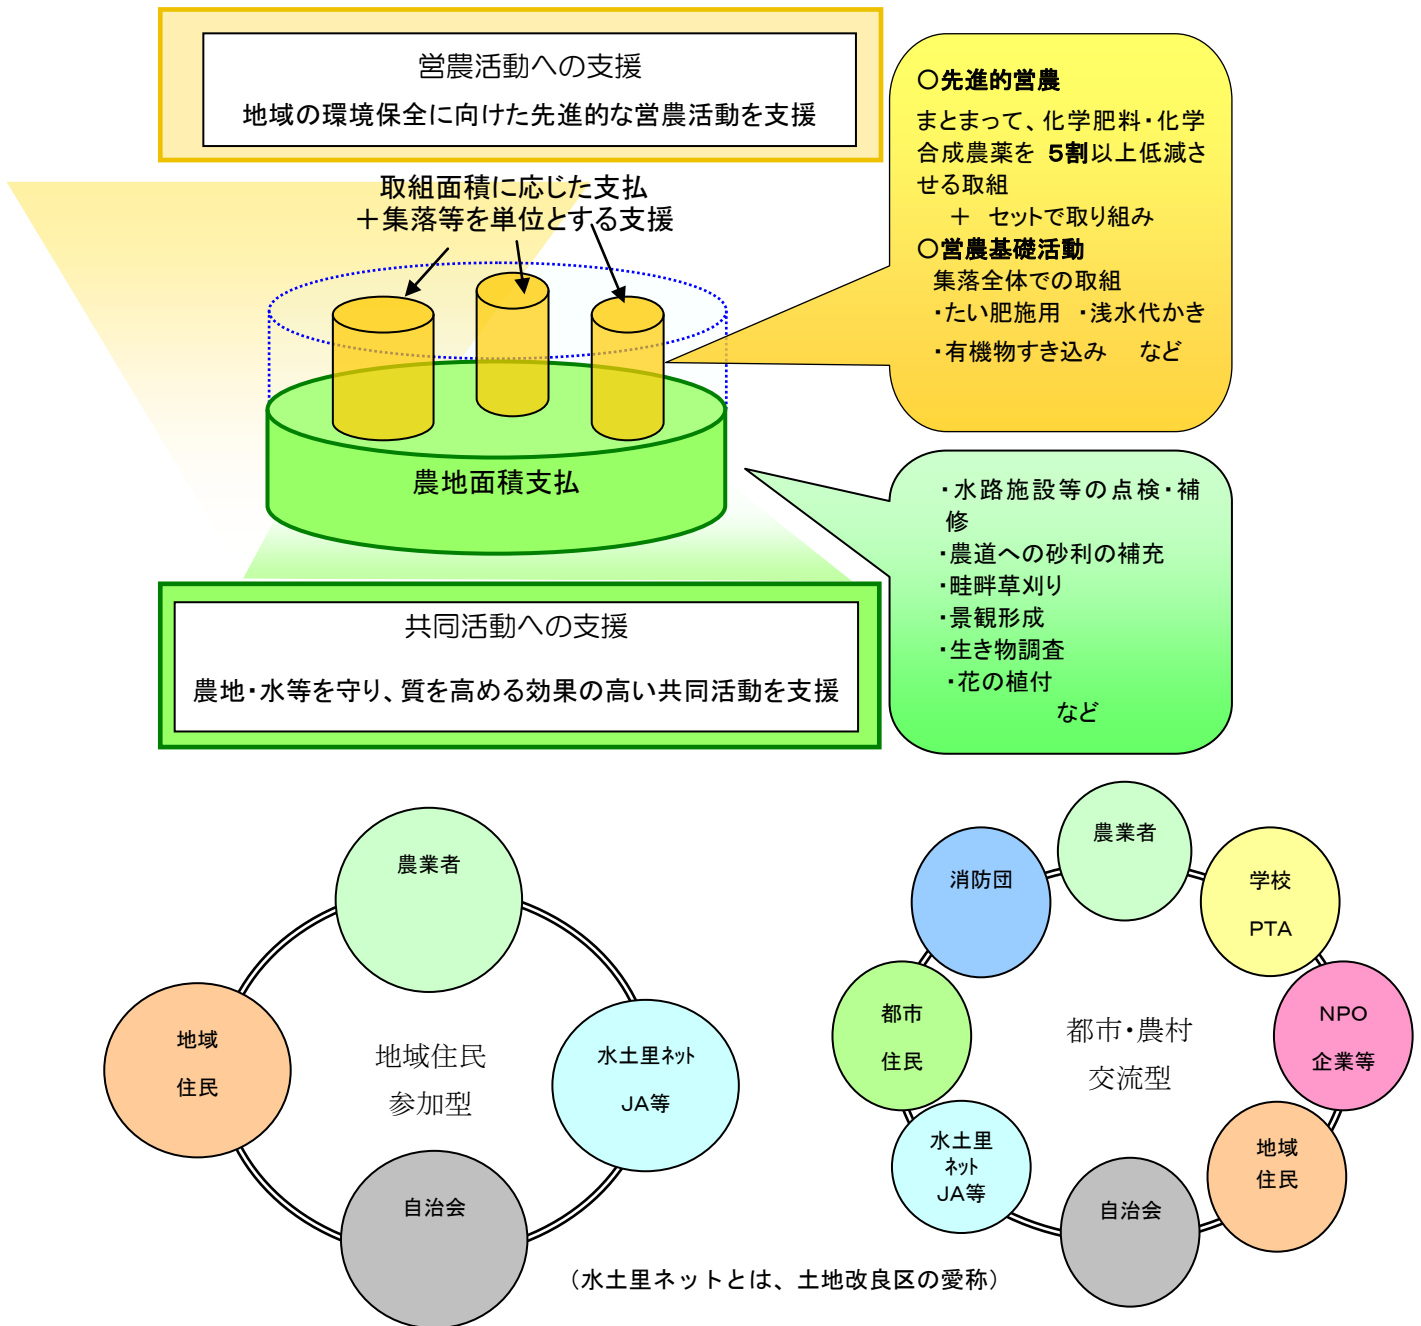 営農活動への支援
地域の環境保全に向けた先進的な営農活動を支援
取組面積に応じた支払
＋集落等を単位とする支援
農地面積支払
共同活動への支援
農地・水等を守り、質を高める効果の高い共同活動を支援
○先進的営農
まとまって、化学肥料・化学
合成農薬を ５割以上低減さ
せる取組
＋ セットで取り組み
○営農基礎活動
集落全体での取組
・たい肥施用 ・浅水代かき
・有機物すき込み など
・水路施設等の点検・補
修
・農道への砂利の補充
・畦畔草刈り
・景観形成
・生き物調査
・花の植付
など
農業者
地域
住民
地域住民
参加型
水土里ネット
JA等
自治会
農業者
消防団
学校
PTA
都市
住民
都市・農村
交流型
NPO
企業等
水土里
ネット
JA等
地域
住民
自治会
（水土里ネットとは、土地改良区の愛称）